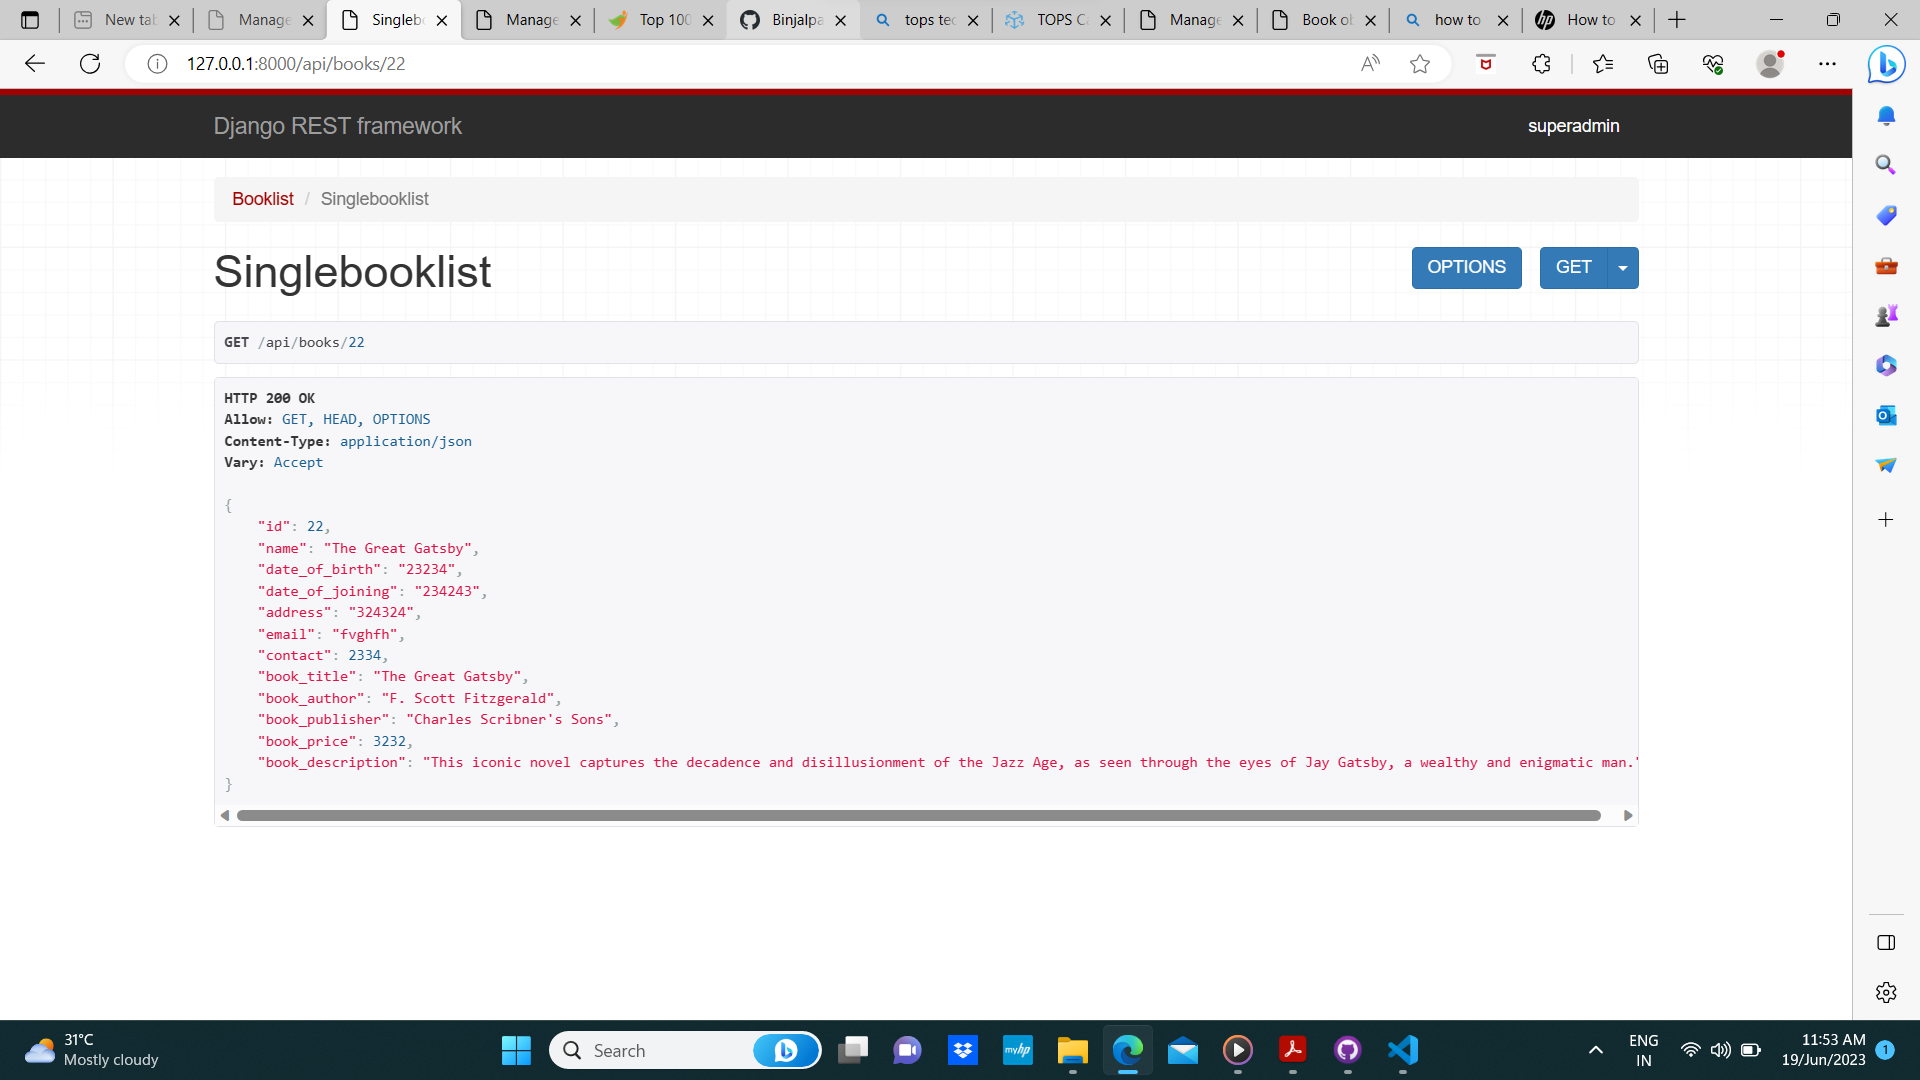 New tab
Manage
Singlebo
Manage
Top 100
Binjalpa
tops tec
TOPS Ca
Manage
Book ob
how to
How to
127.0.0.1:8000/api/books/22
Django REST framework
superadmin
Booklist / Singlebooklist
Singlebooklist
OPTIONS
GET
GET /api/books/22
HTTP 200 OK
Allow: GET, HEAD, OPTIONS
Content-Type: application/json
Vary: Accept
{
    "id": 22,
    "name": "The Great Gatsby",
    "date_of_birth": "23234",
    "date_of_joining": "234243",
    "address": "324324",
    "email": "fvghfh",
    "contact": 2334,
    "book_title": "The Great Gatsby",
    "book_author": "F. Scott Fitzgerald",
    "book_publisher": "Charles Scribner's Sons",
    "book_price": 3232,
    "book_description": "This iconic novel captures the decadence and disillusionment of the Jazz Age, as seen through the eyes of Jay Gatsby, a wealthy and enigmatic man."
}
31°C
Mostly cloudy
Search
myhp
ENG
IN
11:53 AM
19/Jun/2023
1